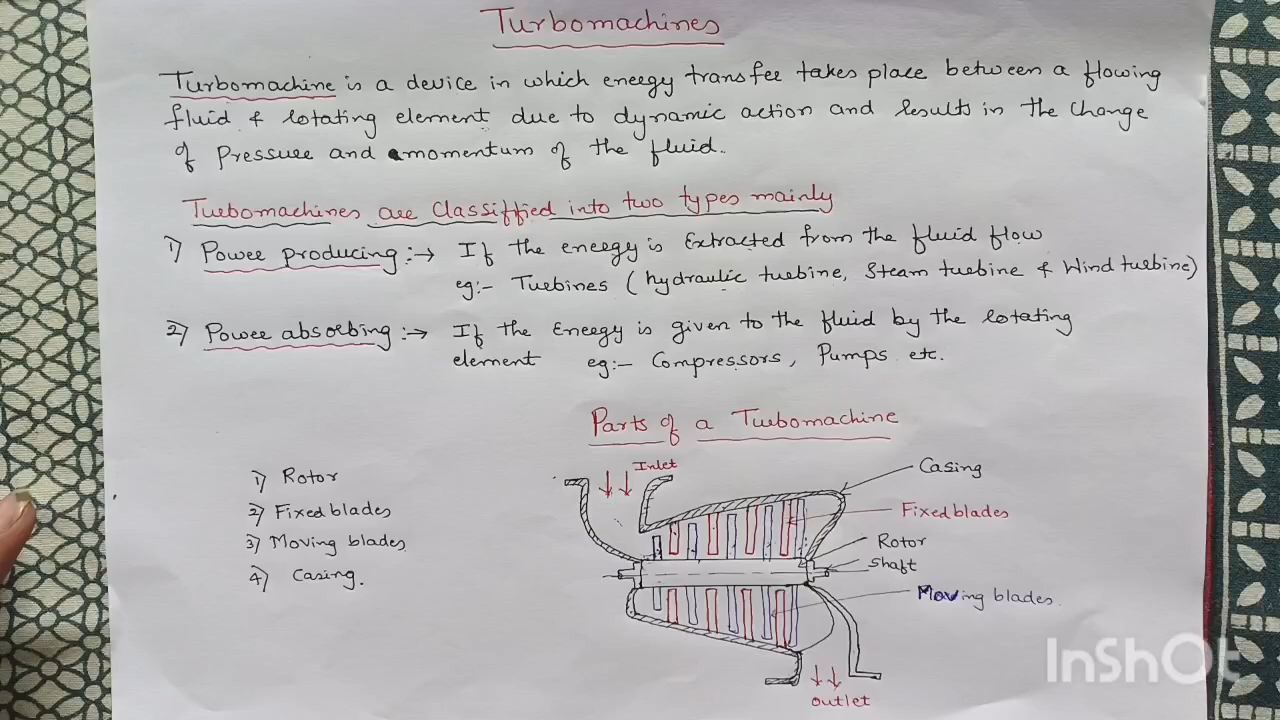 Turbomachines
Turbomachine is a device in which energy transfer takes place between a flowing
fluid & rotating element due to dynamic action and results in the change
of pressure and momentum of the fluid.
Turbomachines are classiffied into two types mainly
1) Power producing :→ If the energy is Extracted from the fluid flow
eg:- Turbines (hydraulic turbine, Steam turbine & Wind turbine)
2) Power absorbing :→ If the Energy is given to the fluid by the rotating
element eg:- Compressors, Pumps etc.
Parts of a Turbomachine
1) Rotor
2) Fixed blades
3) Moving blades
4) Casing.
Inlet
Casing
Fixed blades
Rotor
Shaft
Moving blades.
outlet
InShOt